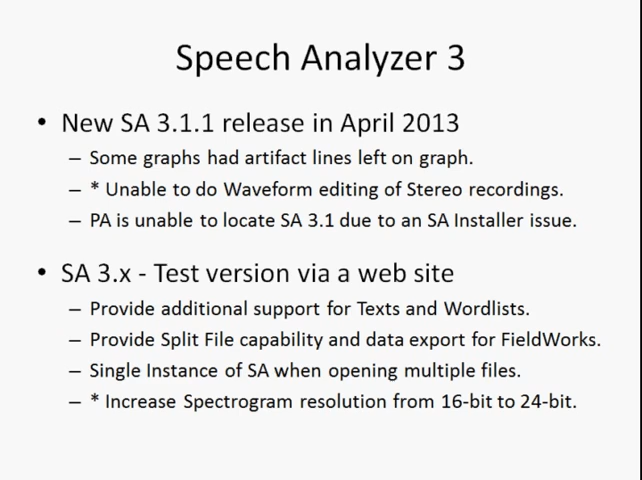 Speech Analyzer 3
• New SA 3.1.1 release in April 2013
– Some graphs had artifact lines left on graph.
– * Unable to do Waveform editing of Stereo recordings.
– PA is unable to locate SA 3.1 due to an SA Installer issue.
• SA 3.x - Test version via a web site
– Provide additional support for Texts and Wordlists.
– Provide Split File capability and data export for FieldWorks.
– Single Instance of SA when opening multiple files.
– * Increase Spectrogram resolution from 16-bit to 24-bit.